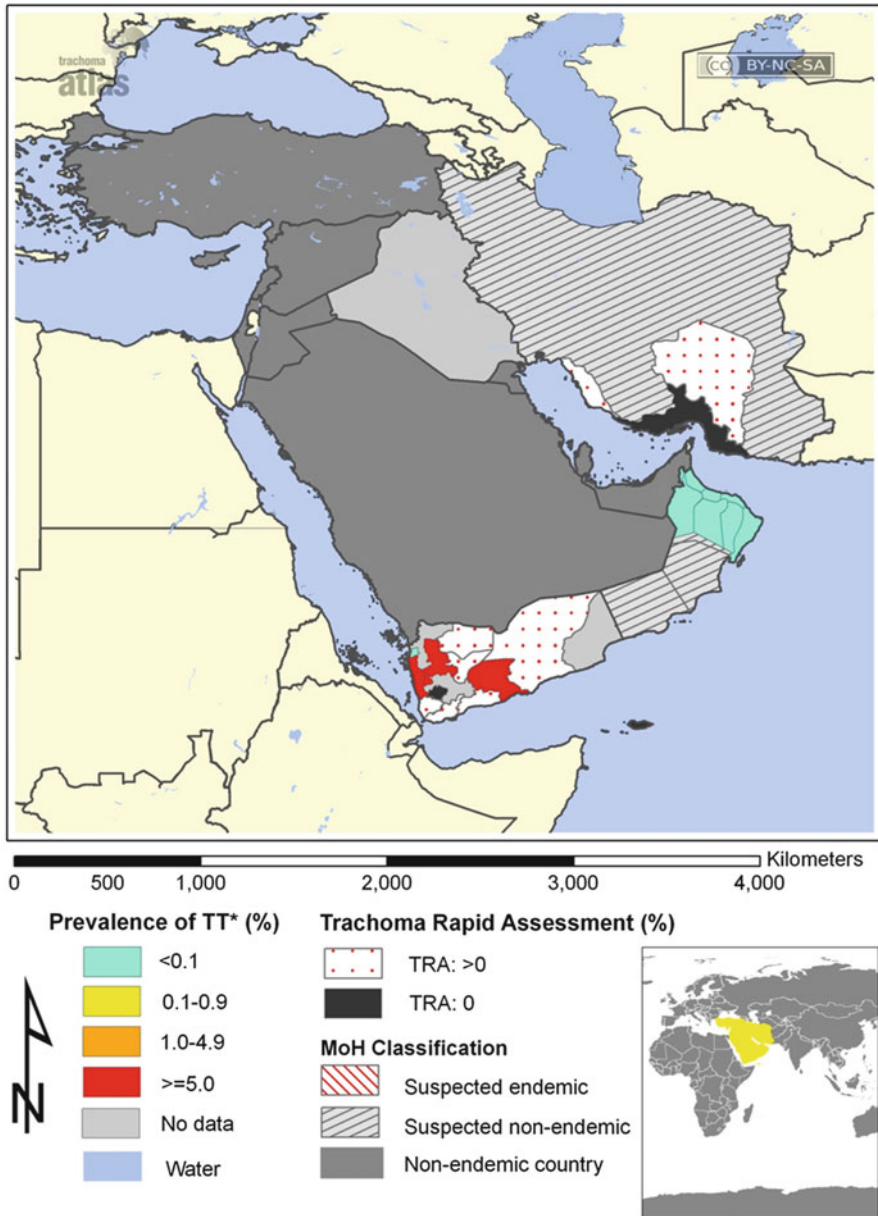 trachoma
atlas
CC BY-NC-SA
Kilometers
0 500 1,000 2,000 3,000 4,000
Prevalence of TT* (%)
<0.1
0.1-0.9
1.0-4.9
>=5.0
No data
Water
N
Trachoma Rapid Assessment (%)
TRA: >0
TRA: 0
MoH Classification
Suspected endemic
Suspected non-endemic
Non-endemic country